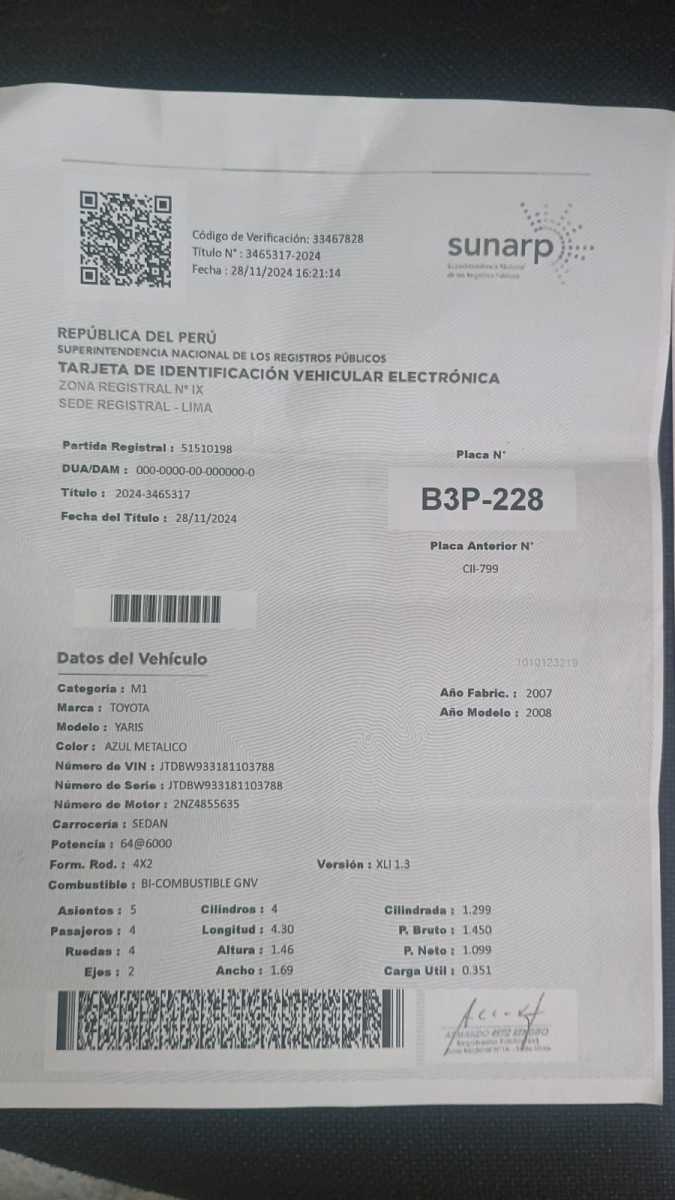 Código de Verificación: 33467828
Título N° : 3465317-2024
Fecha : 28/11/2024 16:21:14
sunarp
Superintendencia Nacional
de los Registros Públicos
REPÚBLICA DEL PERÚ
SUPERINTENDENCIA NACIONAL DE LOS REGISTROS PÚBLICOS
TARJETA DE IDENTIFICACIÓN VEHICULAR ELECTRÓNICA
ZONA REGISTRAL N° IX
SEDE REGISTRAL - LIMA
Partida Registral : 51510198
DUA/DAM : 000-0000-00-000000-0
Título : 2024-3465317
Fecha del Título : 28/11/2024
Placa N°
B3P-228
Placa Anterior N°
CII-799
Datos del Vehículo
1010123219
Categoría : M1
Marca : TOYOTA
Modelo : YARIS
Color : AZUL METALICO
Número de VIN : JTDBW933181103788
Número de Serie : JTDBW933181103788
Número de Motor : 2NZ4855635
Carrocería : SEDAN
Potencia : 64@6000
Form. Rod. : 4X2
Combustible : BI-COMBUSTIBLE GNV
Año Fabric. : 2007
Año Modelo : 2008
Versión : XLI 1.3
Asientos : 5 Cilindros : 4 Cilindrada : 1.299
Pasajeros : 4 Longitud : 4.30 P. Bruto : 1.450
Ruedas : 4 Altura : 1.46 P. Neto : 1.099
Ejes : 2 Ancho : 1.69 Carga Util : 0.351